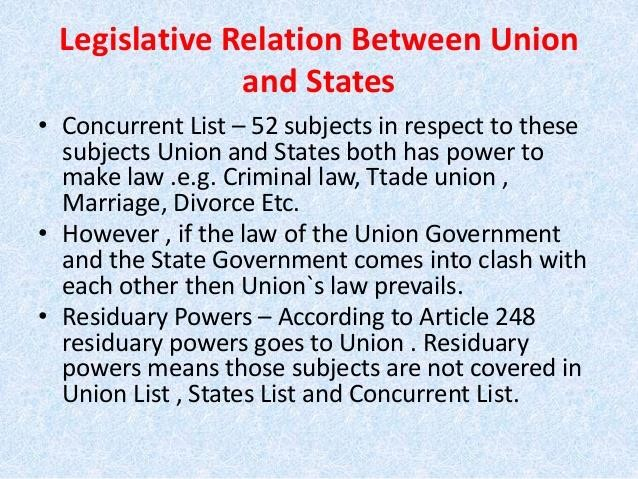 Legislative Relation Between Union
and States
• Concurrent List – 52 subjects in respect to these
subjects Union and States both has power to
make law .e.g. Criminal law, Ttade union ,
Marriage, Divorce Etc.
• However , if the law of the Union Government
and the State Government comes into clash with
each other then Union`s law prevails.
• Residuary Powers – According to Article 248
residuary powers goes to Union . Residuary
powers means those subjects are not covered in
Union List , States List and Concurrent List.